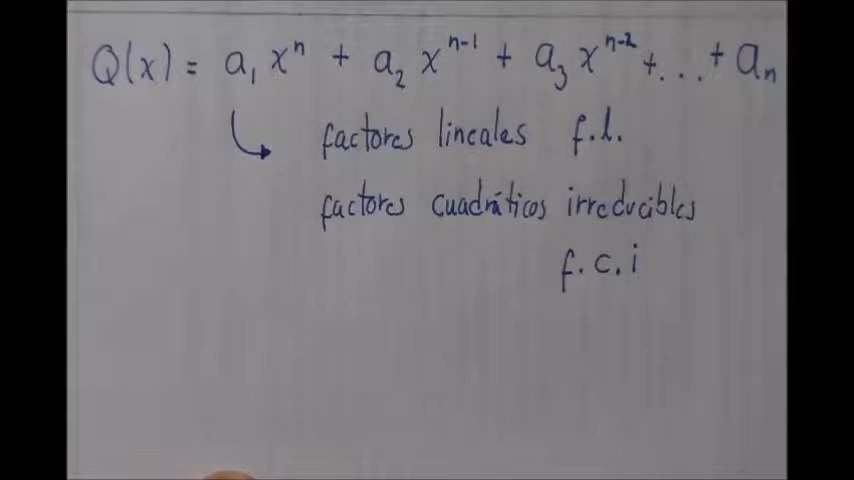 Q(x) = a₁ xⁿ + a₂ xⁿ⁻¹ + a₃ xⁿ⁻² + ... + aₙ
factores lineales f.l.
factores cuadráticos irreducibles
f.c.i